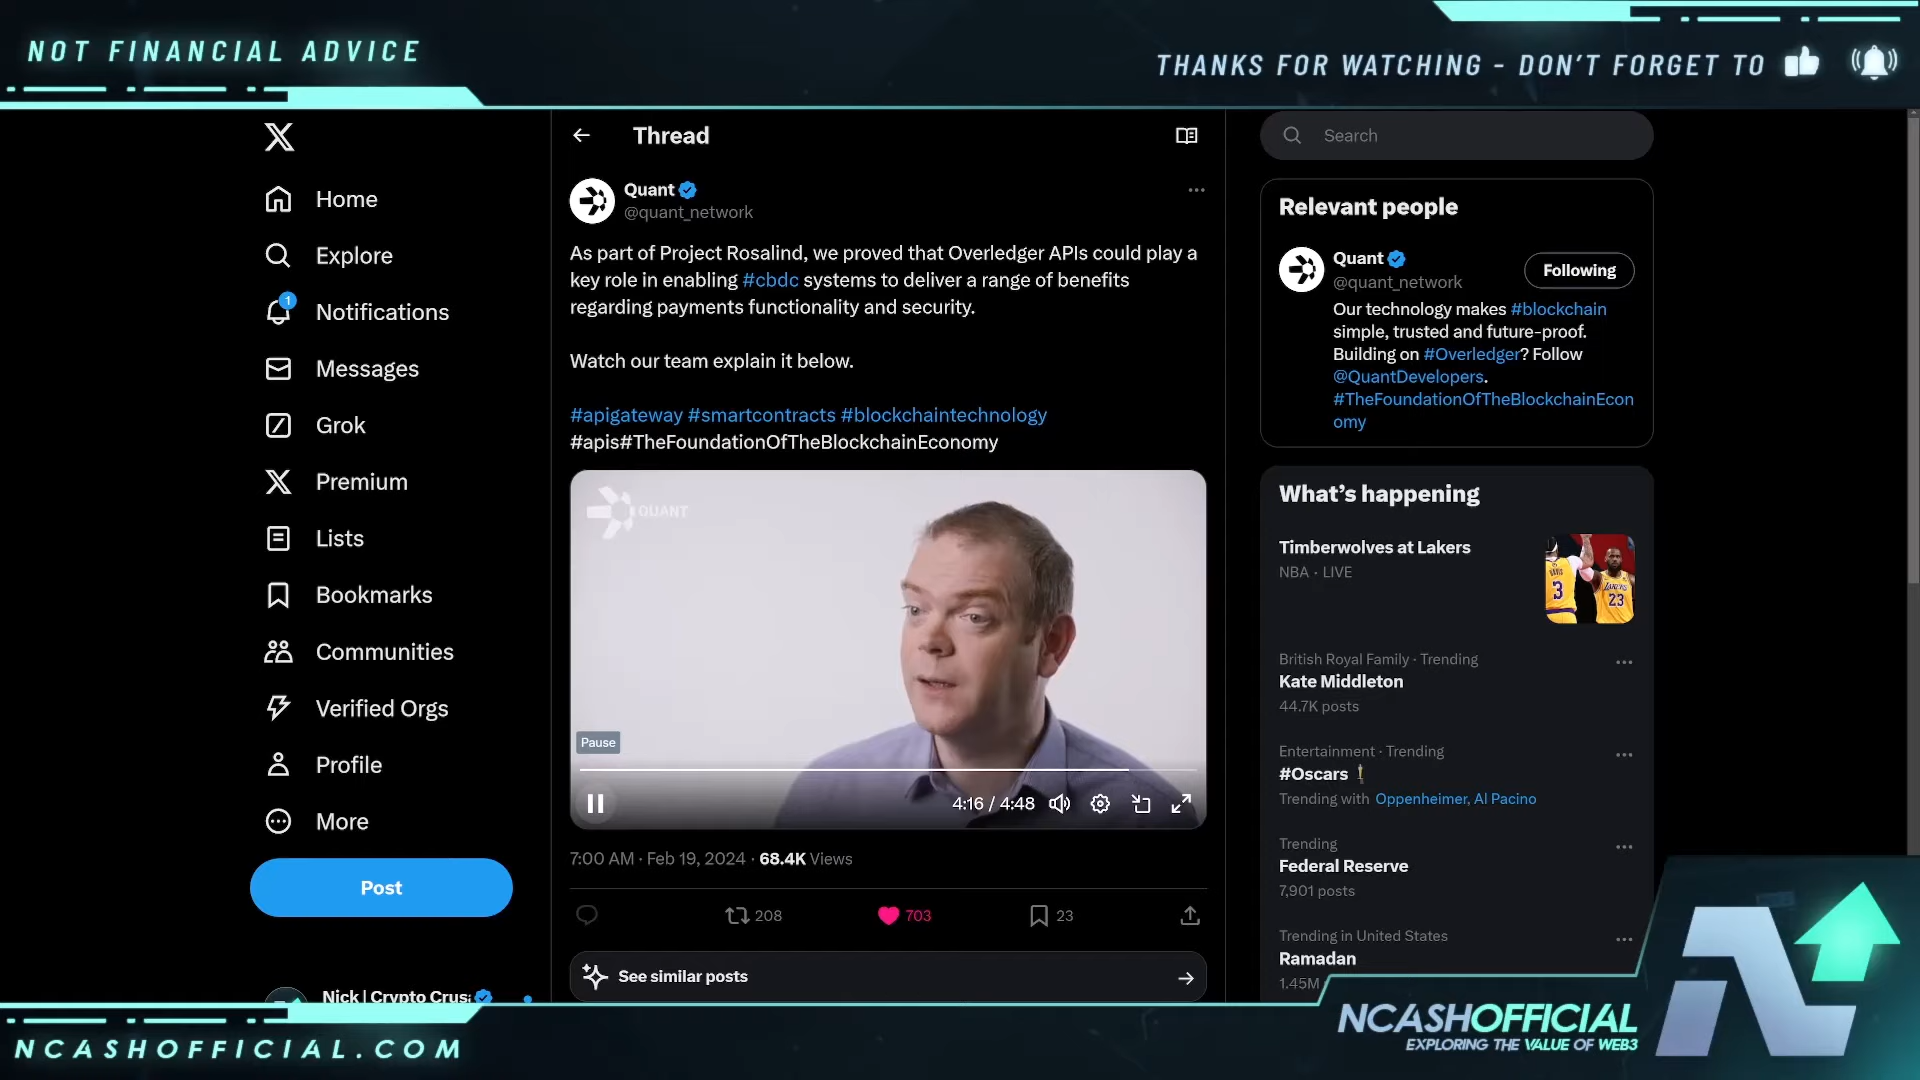 NOT FINANCIAL ADVICE
THANKS FOR WATCHING - DON'T FORGET TO
Home
Explore
1
Notifications
Messages
Grok
Premium
Lists
Bookmarks
Communities
Verified Orgs
Profile
More
Post
Nick | Crypto Crus
Thread
Quant
@quant_network
As part of Project Rosalind, we proved that Overledger APIs could play a
key role in enabling #cbdc systems to deliver a range of benefits
regarding payments functionality and security.
Watch our team explain it below.
#apigateway #smartcontracts #blockchaintechnology
#apis#TheFoundationOfTheBlockchainEconomy
QUANT
Pause
4:16 / 4:48
7:00 AM · Feb 19, 2024 · 68.4K Views
208
703
23
See similar posts
Search
Relevant people
Quant
@quant_network
Following
Our technology makes #blockchain
simple, trusted and future-proof.
Building on #Overledger? Follow
@QuantDevelopers.
#TheFoundationOfTheBlockchainEcon
omy
What's happening
Timberwolves at Lakers
NBA · LIVE
3
23
British Royal Family · Trending
Kate Middleton
44.7K posts
Entertainment · Trending
#Oscars
Trending with Oppenheimer, Al Pacino
Trending
Federal Reserve
7,901 posts
Trending in United States
Ramadan
1.45M
NCASHOFFICIAL.COM
NCASHOFFICIAL
EXPLORING THE VALUE OF WEB3